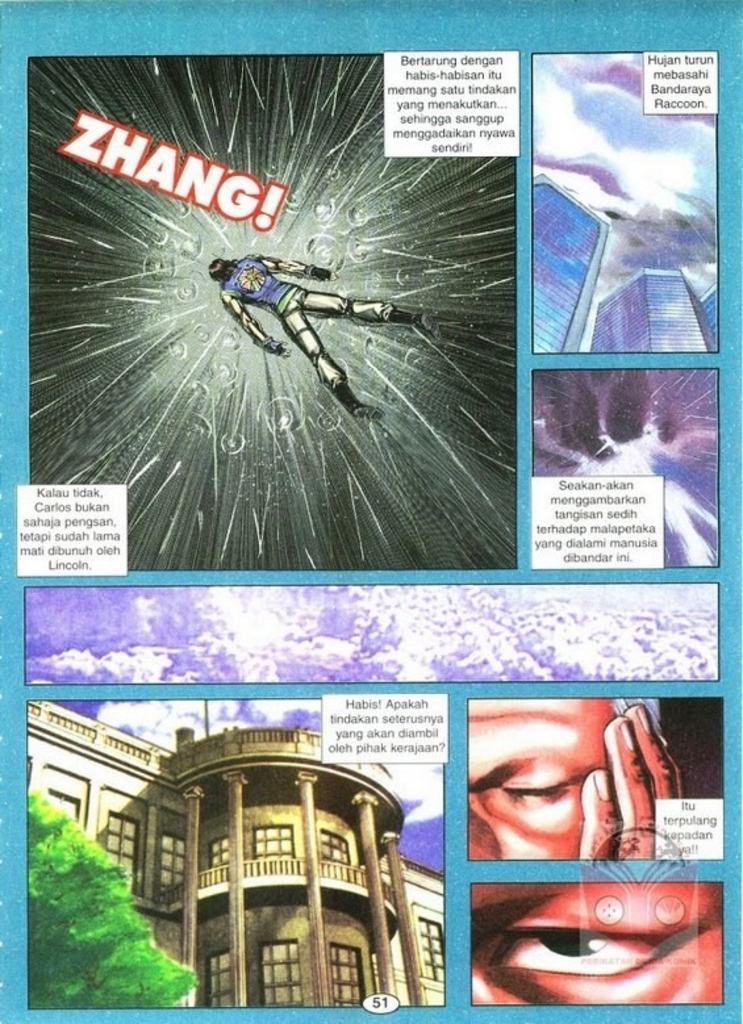 Bertarung dengan
habis-habisan itu
memang satu tindakan
yang menakutkan...
sehingga sanggup
menggadaikan nyawa
sendiri!
ZHANG!
Kalau tidak,
Carlos bukan
sahaja pengsan,
tetapi sudah lama
mati dibunuh oleh
Lincoln.
Hujan turun
mebasahi
Bandaraya
Raccoon.
Seakan-akan
menggambarkan
tangisan sedih
terhadap malapetaka
yang dialami manusia
dibandar ini.
Habis! Apakah
tindakan seterusnya
yang akan diambil
oleh pihak kerajaan?
Itu
terpulang
kepadan
ya!!
51